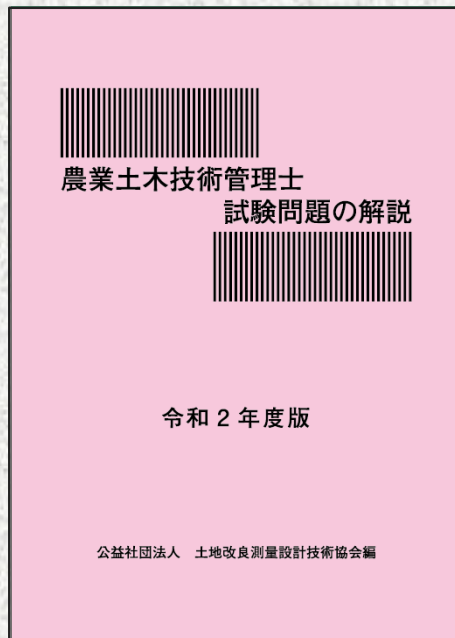 農業土木技術管理士
試験問題の解説
令和２年度版
公益社団法人　土地改良測量設計技術協会編